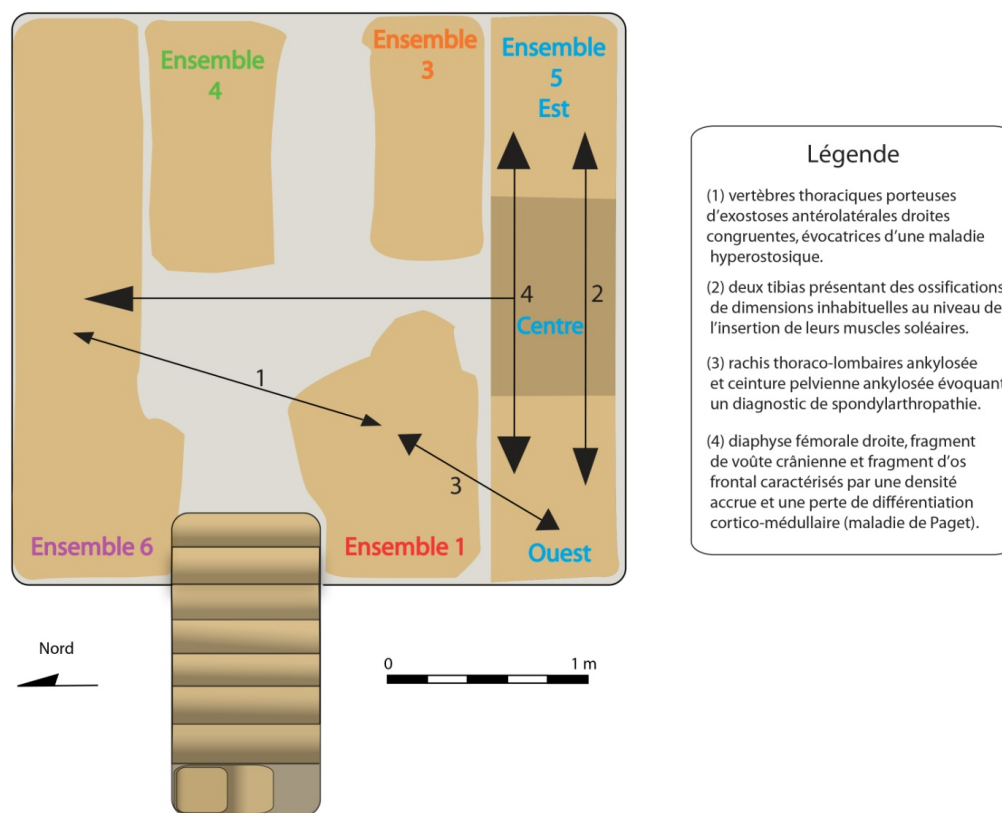 Ensemble
4
Ensemble
3
Ensemble
5
Est
4
2
Centre
1
3
Ensemble 6
Ensemble 1
Ouest
Nord
0
1 m
Légende
(1) vertèbres thoraciques porteuses
d'exostoses antérolatérales droites
congruentes, évocatrices d'une maladie
hyperostosique.
(2) deux tibias présentant des ossifications
de dimensions inhabituelles au niveau de
l'insertion de leurs muscles soléaires.
(3) rachis thoraco-lombaires ankylosée
et ceinture pelvienne ankylosée évoquant
un diagnostic de spondylarthropathie.
(4) diaphyse fémorale droite, fragment
de voûte crânienne et fragment d'os
frontal caractérisés par une densité
accrue et une perte de différentiation
cortico-médullaire (maladie de Paget).